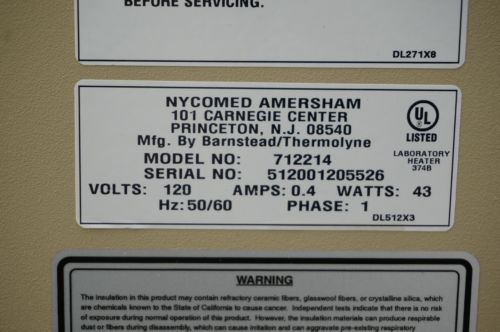 BEFORE SERVICING.
DL271X8
NYCOMED AMERSHAM
101 CARNEGIE CENTER
PRINCETON, N.J. 08540
Mfg. By Barnstead/Thermolyne
MODEL NO: 712214
SERIAL NO: 512001205526
VOLTS: 120 AMPS: 0.4 WATTS: 43
Hz: 50/60 PHASE: 1
UL
LISTED
LABORATORY
HEATER
374B
DL512X3
WARNING
The insulation in this product may contain refractory ceramic fibers, glasswool fibers, or crystalline silica, which
are chemicals known to the State of California to cause cancer. Independent tests indicate that there is no risk
of exposure during normal operation of this product. However, the insulation materials can produce respirable
dust or fibers during disassembly, which can cause irritation and can aggravate pre-existing respiratory